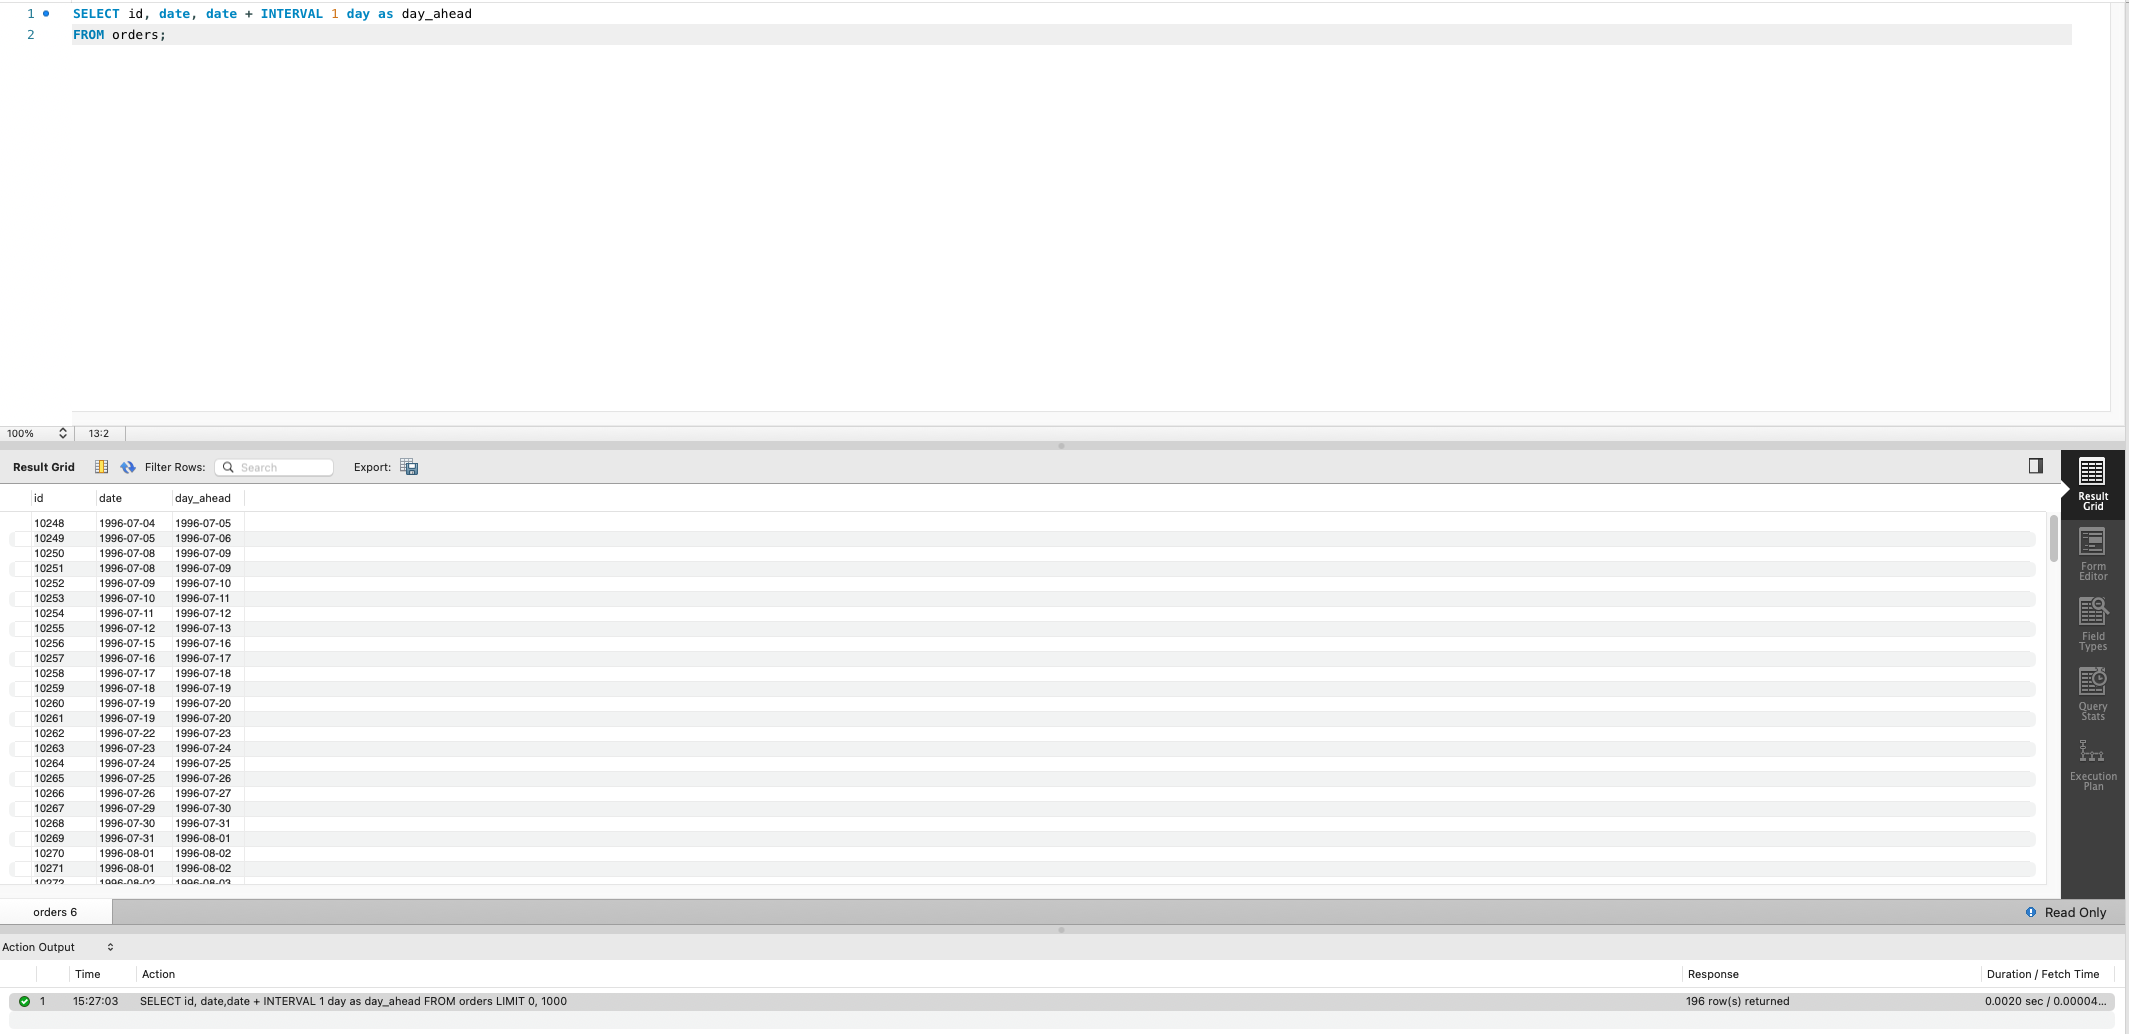 1 SELECT id, date, date + INTERVAL 1 day as day_ahead
2 FROM orders;
100% 13:2
Result Grid Filter Rows: Search Export:
id date day_ahead
10248 1996-07-04 1996-07-05
10249 1996-07-05 1996-07-06
10250 1996-07-08 1996-07-09
10251 1996-07-08 1996-07-09
10252 1996-07-09 1996-07-10
10253 1996-07-10 1996-07-11
10254 1996-07-11 1996-07-12
10255 1996-07-12 1996-07-13
10256 1996-07-15 1996-07-16
10257 1996-07-16 1996-07-17
10258 1996-07-17 1996-07-18
10259 1996-07-18 1996-07-19
10260 1996-07-19 1996-07-20
10261 1996-07-19 1996-07-20
10262 1996-07-22 1996-07-23
10263 1996-07-23 1996-07-24
10264 1996-07-24 1996-07-25
10265 1996-07-25 1996-07-26
10266 1996-07-26 1996-07-27
10267 1996-07-29 1996-07-30
10268 1996-07-30 1996-07-31
10269 1996-07-31 1996-08-01
10270 1996-08-01 1996-08-02
10271 1996-08-01 1996-08-02
10272 1996-08-02 1996-08-03
Result
Grid
Form
Editor
Field
Types
Query
Stats
Execution
Plan
orders 6 Read Only
Action Output
Time Action Response Duration / Fetch Time
1 15:27:03 SELECT id, date,date + INTERVAL 1 day as day_ahead FROM orders LIMIT 0, 1000 196 row(s) returned 0.0020 sec / 0.00004...